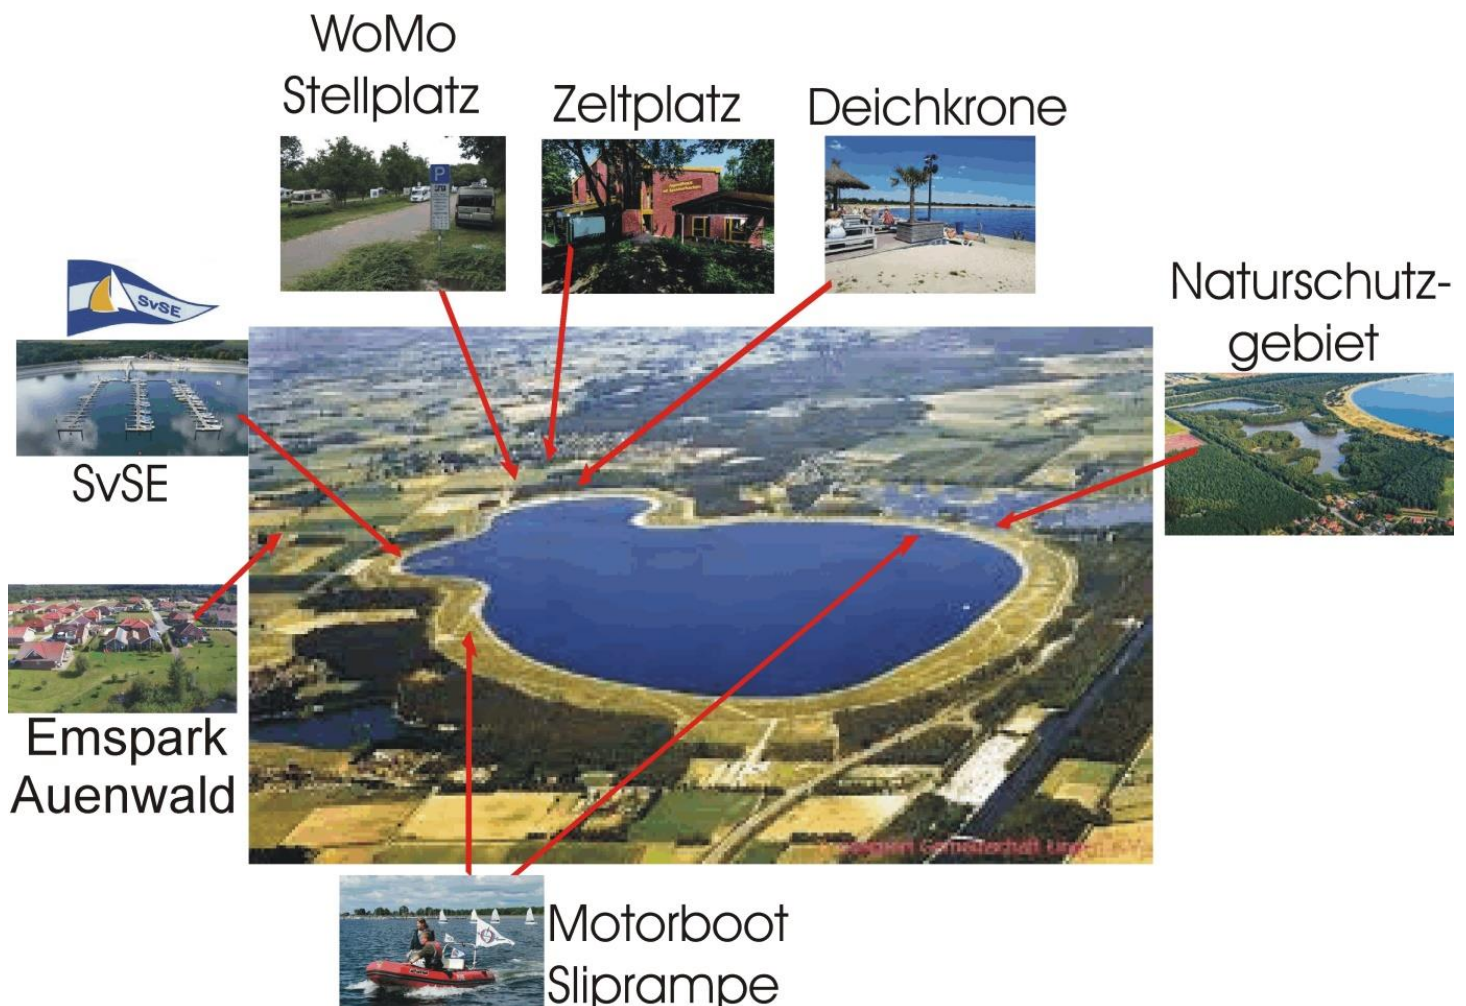 WoMo
Stellplatz
Zeltplatz
Deichkrone
P
SvSE
Naturschutz-
gebiet
SvSE
Emspark
Auenwald
Motorboot
Sliprampe